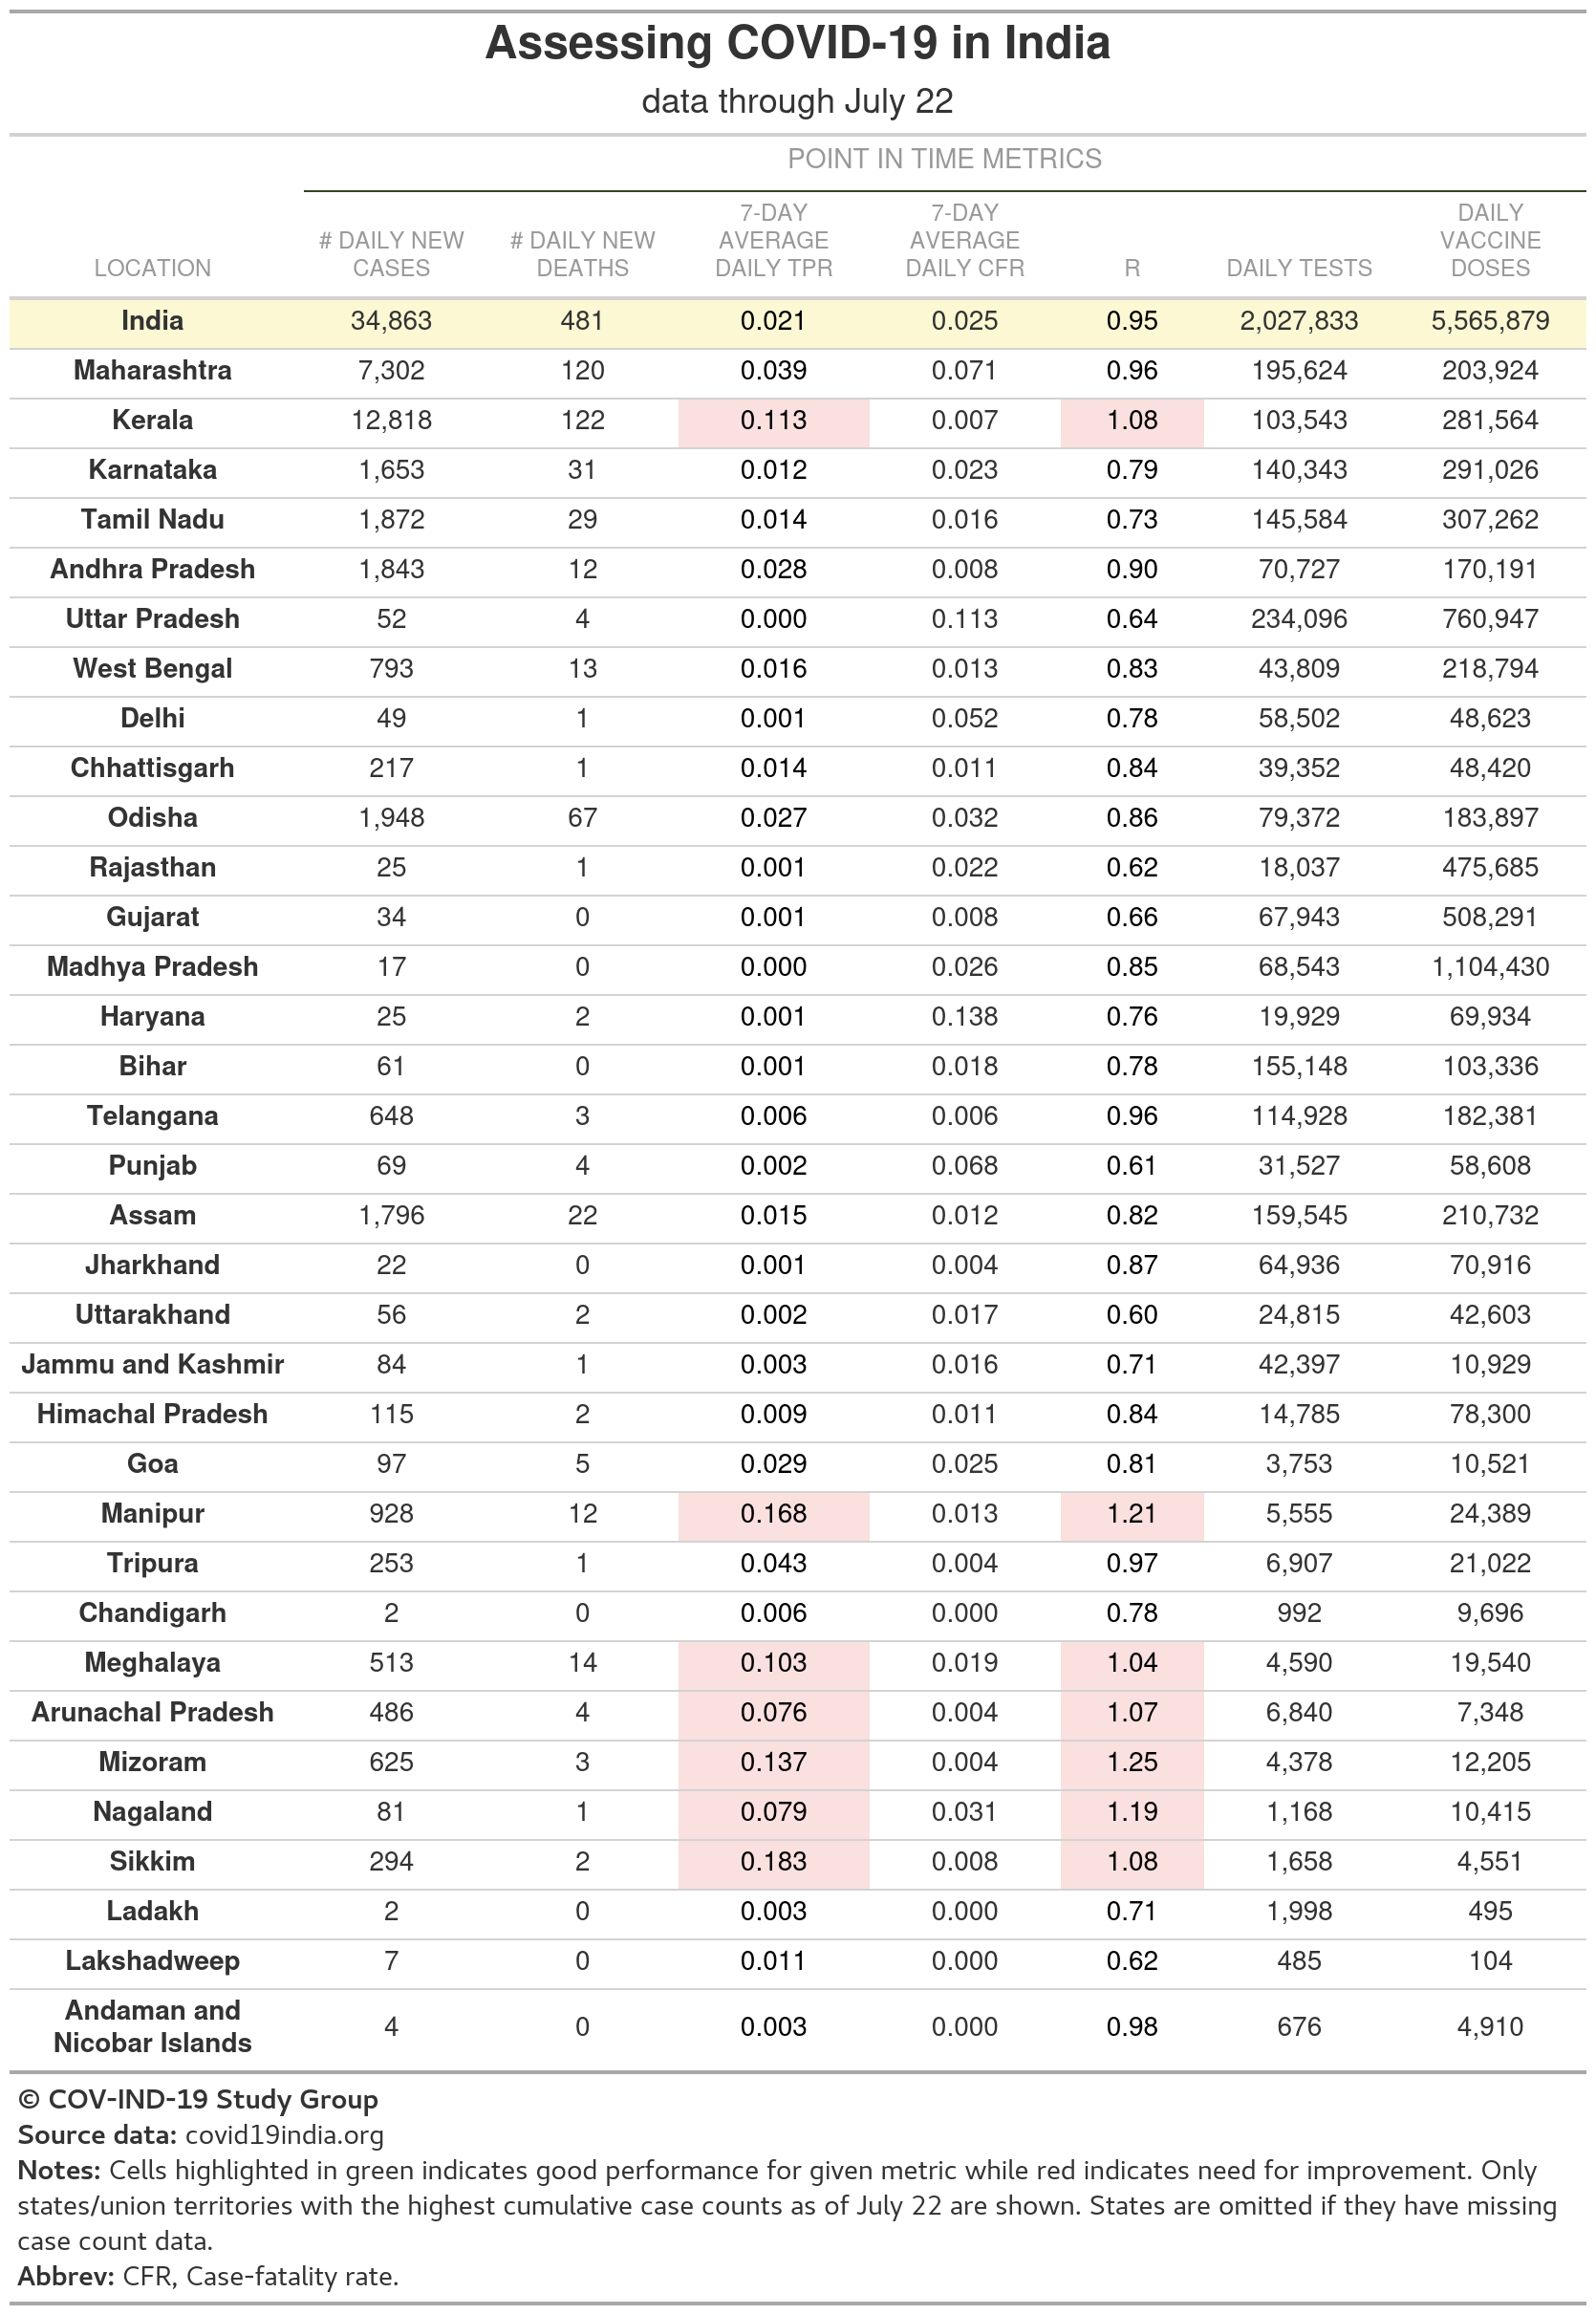 Assessing COVID-19 in India
data through July 22
POINT IN TIME METRICS
LOCATION # DAILY NEW CASES # DAILY NEW DEATHS 7-DAY AVERAGE DAILY TPR 7-DAY AVERAGE DAILY CFR R DAILY TESTS DAILY VACCINE DOSES
India 34,863 481 0.021 0.025 0.95 2,027,833 5,565,879
Maharashtra 7,302 120 0.039 0.071 0.96 195,624 203,924
Kerala 12,818 122 0.113 0.007 1.08 103,543 281,564
Karnataka 1,653 31 0.012 0.023 0.79 140,343 291,026
Tamil Nadu 1,872 29 0.014 0.016 0.73 145,584 307,262
Andhra Pradesh 1,843 12 0.028 0.008 0.90 70,727 170,191
Uttar Pradesh 52 4 0.000 0.113 0.64 234,096 760,947
West Bengal 793 13 0.016 0.013 0.83 43,809 218,794
Delhi 49 1 0.001 0.052 0.78 58,502 48,623
Chhattisgarh 217 1 0.014 0.011 0.84 39,352 48,420
Odisha 1,948 67 0.027 0.032 0.86 79,372 183,897
Rajasthan 25 1 0.001 0.022 0.62 18,037 475,685
Gujarat 34 0 0.001 0.008 0.66 67,943 508,291
Madhya Pradesh 17 0 0.000 0.026 0.85 68,543 1,104,430
Haryana 25 2 0.001 0.138 0.76 19,929 69,934
Bihar 61 0 0.001 0.018 0.78 155,148 103,336
Telangana 648 3 0.006 0.006 0.96 114,928 182,381
Punjab 69 4 0.002 0.068 0.61 31,527 58,608
Assam 1,796 22 0.015 0.012 0.82 159,545 210,732
Jharkhand 22 0 0.001 0.004 0.87 64,936 70,916
Uttarakhand 56 2 0.002 0.017 0.60 24,815 42,603
Jammu and Kashmir 84 1 0.003 0.016 0.71 42,397 10,929
Himachal Pradesh 115 2 0.009 0.011 0.84 14,785 78,300
Goa 97 5 0.029 0.025 0.81 3,753 10,521
Manipur 928 12 0.168 0.013 1.21 5,555 24,389
Tripura 253 1 0.043 0.004 0.97 6,907 21,022
Chandigarh 2 0 0.006 0.000 0.78 992 9,696
Meghalaya 513 14 0.103 0.019 1.04 4,590 19,540
Arunachal Pradesh 486 4 0.076 0.004 1.07 6,840 7,348
Mizoram 625 3 0.137 0.004 1.25 4,378 12,205
Nagaland 81 1 0.079 0.031 1.19 1,168 10,415
Sikkim 294 2 0.183 0.008 1.08 1,658 4,551
Ladakh 2 0 0.003 0.000 0.71 1,998 495
Lakshadweep 7 0 0.011 0.000 0.62 485 104
Andaman and Nicobar Islands 4 0 0.003 0.000 0.98 676 4,910
© COV-IND-19 Study Group
Source data: covid19india.org
Notes: Cells highlighted in green indicates good performance for given metric while red indicates need for improvement. Only
states/union territories with the highest cumulative case counts as of July 22 are shown. States are omitted if they have missing
case count data.
Abbrev: CFR, Case-fatality rate.